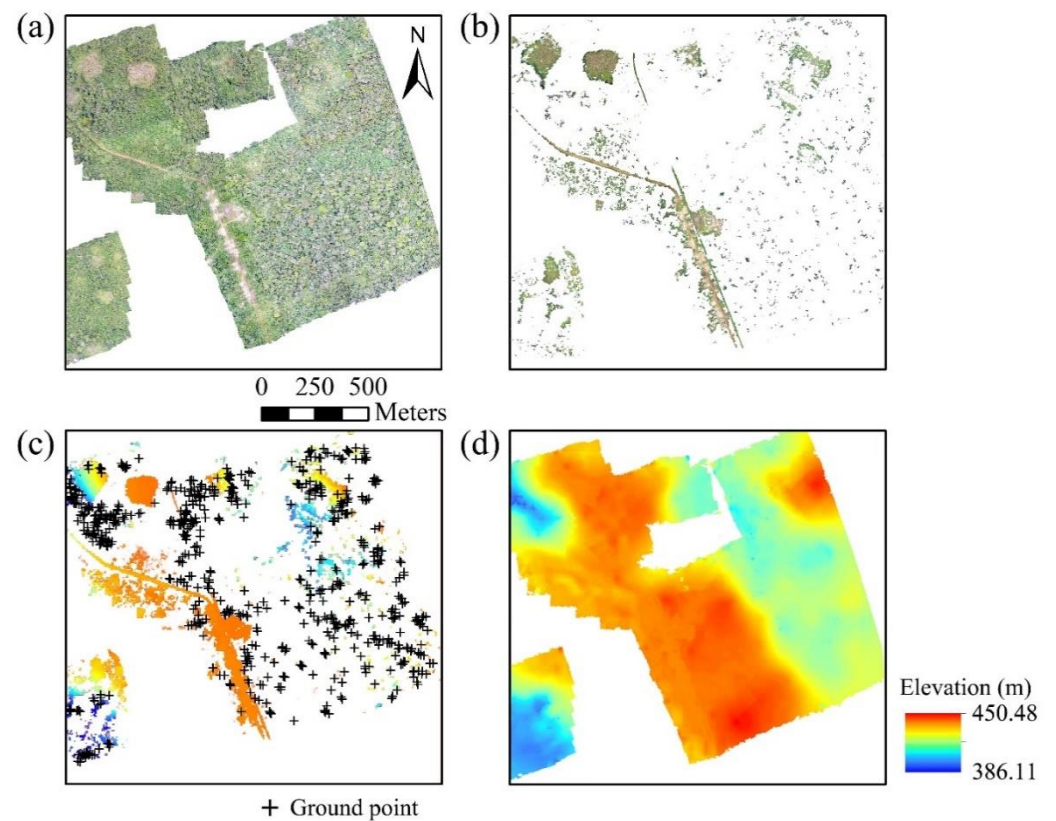 (a)
N
(b)
0 250 500
Meters
(c)
(d)
Elevation (m)
450.48
386.11
+ Ground point